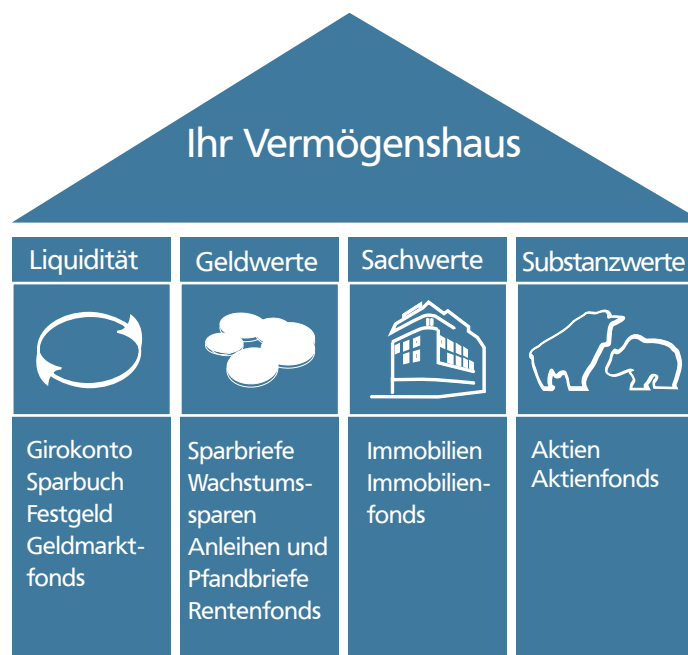 Ihr Vermögenshaus
Liquidität
Girokonto
Sparbuch
Festgeld
Geldmarkt-
fonds
Geldwerte
Sparbriefe
Wachstums-
sparen
Anleihen und
Pfandbriefe
Rentenfonds
Sachwerte
Immobilien
Immobilien-
fonds
Substanzwerte
Aktien
Aktienfonds